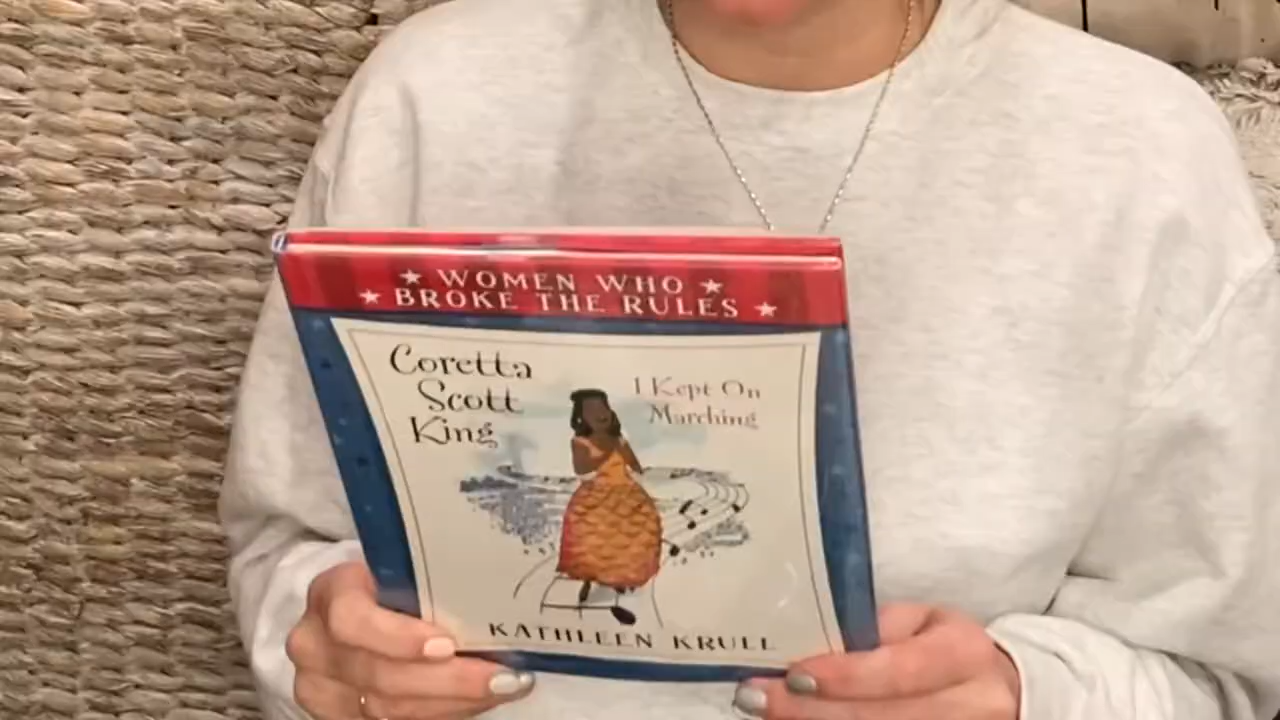 WOMEN WHO
BROKE THE RULES
Coretta
Scott
King
I Kept On
Marching
KATHLEEN KRULL